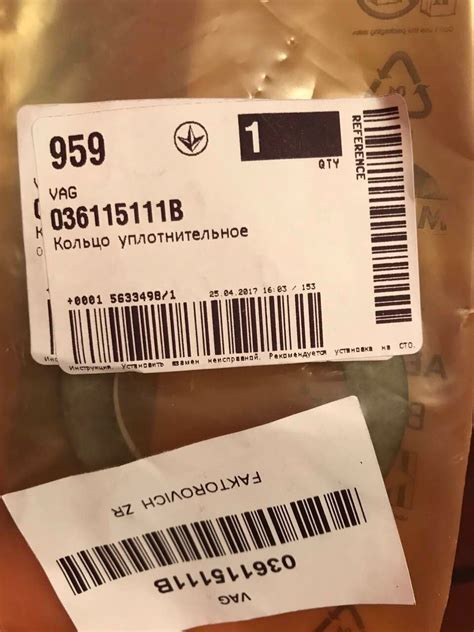 959
1
QTY
REFERENCE
VAG
036115111B
Кольцо уплотнительное
+0001 5633498/1
25.04.2017 16:03 / 153
Инструкция. Установить взамен неисправной. Рекомендуется установка на СТО.
FAKTOROVICH ZR
036115111B
VAG